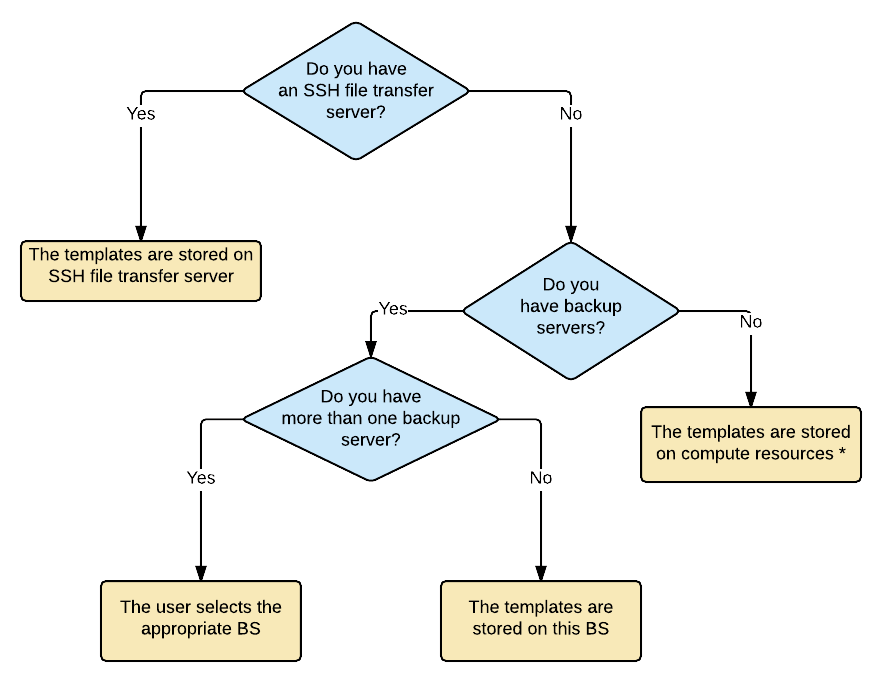 Do you have
an SSH file transfer
server?
Yes
No
The templates are stored on
SSH file transfer server
Do you
have backup
servers?
Yes
No
Do you have
more than one backup
server?
The templates are stored
on compute resources *
Yes
No
The user selects the
appropriate BS
The templates are
stored on this BS